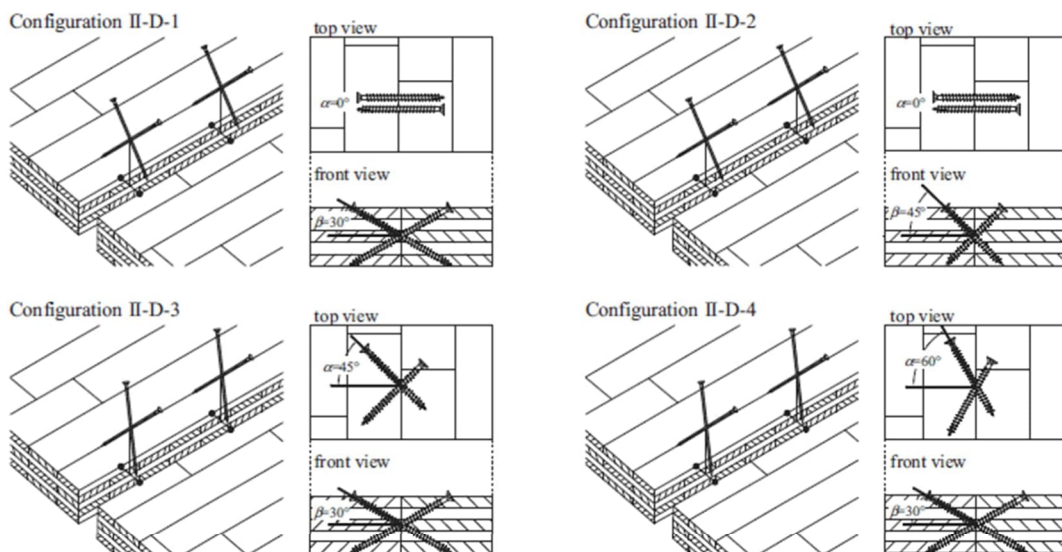 Configuration II-D-1
top view
α=0°
front view
β=30°
Configuration II-D-2
top view
α=0°
front view
β=45°
Configuration II-D-3
top view
α=45°
front view
β=30°
Configuration II-D-4
top view
α=60°
front view
β=30°